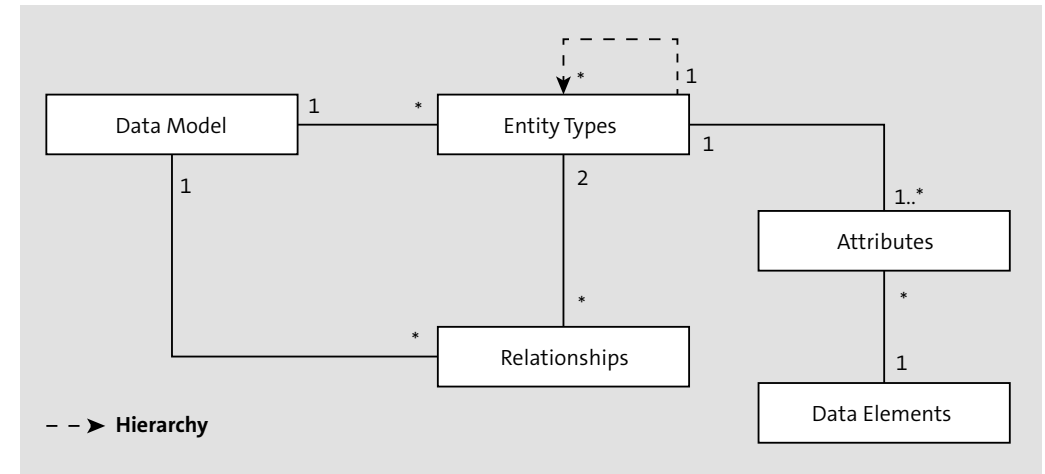 *
1
Data Model
1
*
Entity Types
1
1
2
1..*
Attributes
*
*
*
Relationships
1
Data Elements
Hierarchy